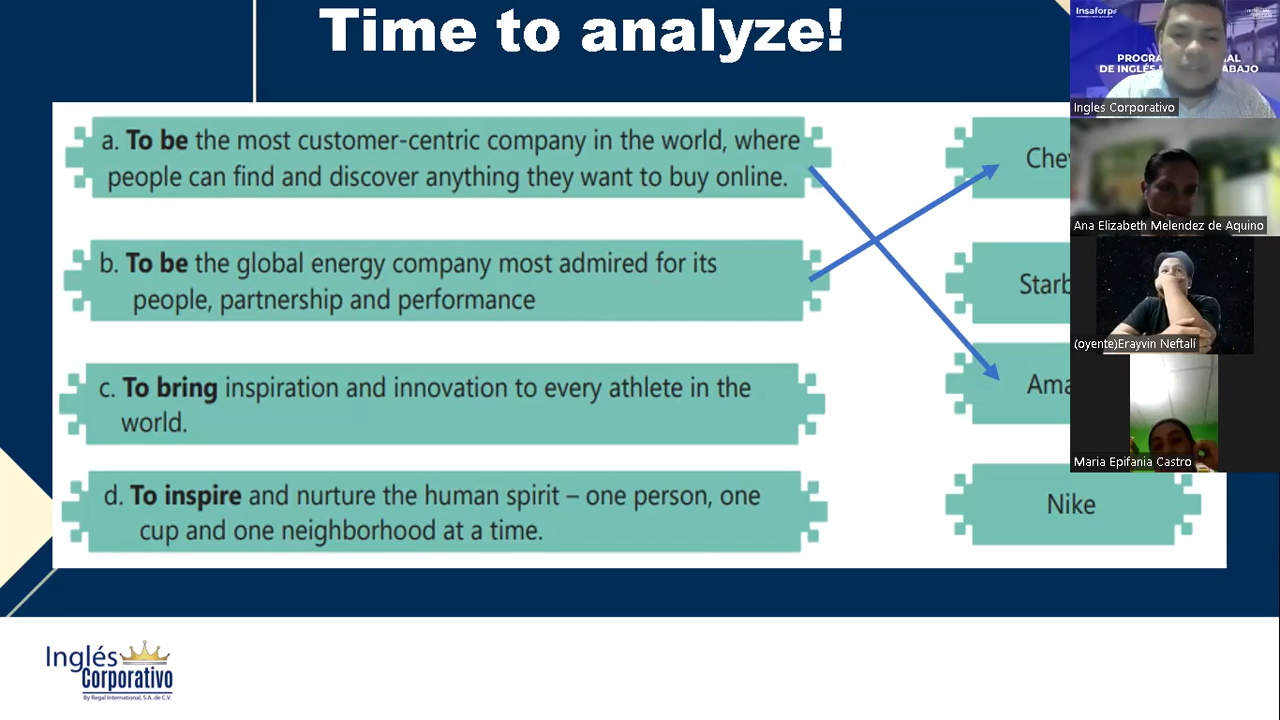 Time to analyze!
a. To be the most customer-centric company in the world, where
people can find and discover anything they want to buy online.
b. To be the global energy company most admired for its
people, partnership and performance
c. To bring inspiration and innovation to every athlete in the
world.
d. To inspire and nurture the human spirit – one person, one
cup and one neighborhood at a time.
Nike
Inglés
Corporativo
By Regal International, S.A. de C.V.
Insaforp
DE INGLÉS
Ingles Corporativo
Ana Elizabeth Melendez de Aquino
(oyente)Erayvin Neftalí
Maria Epifania Castro